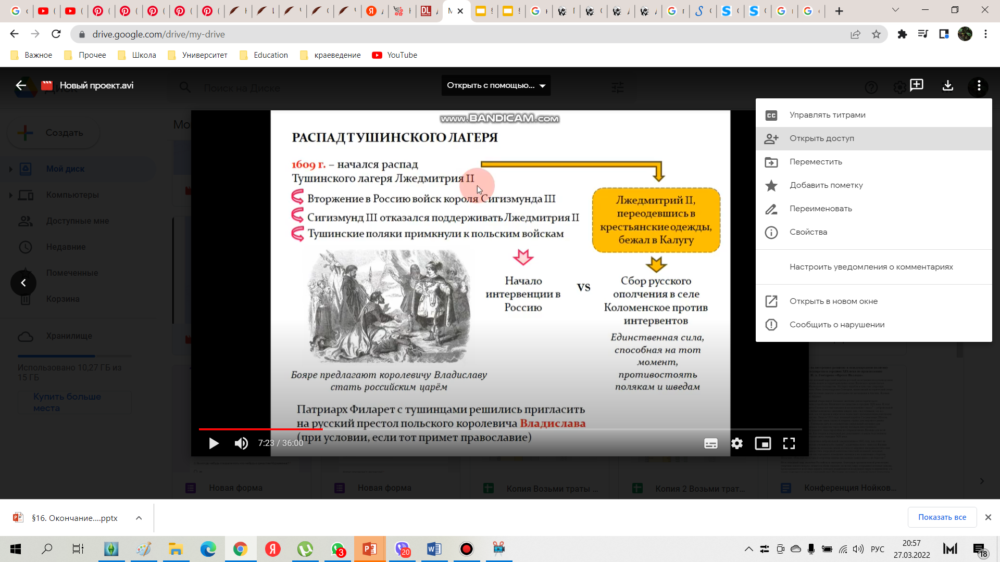 drive.google.com/drive/my-drive
Важное
Прочее
Школа
Университет
Education
краеведение
YouTube
Новый проект.avi
Поиск на Диске
Открыть с помощью...
Создать
Мой диск
Компьютеры
Доступные мне
Недавние
Помеченные
Корзина
Хранилище
Использовано 10,27 ГБ из
15 ГБ
Купить больше
места
www.BANDICAM.com
РАСПАД ТУШИНСКОГО ЛАГЕРЯ
1609 г. – начался распад
Тушинского лагеря Лжедмитрия II
Вторжение в Россию войск короля Сигизмунда III
Сигизмунд III отказался поддерживать Лжедмитрия II
Тушинские поляки примкнули к польским войскам
Лжедмитрий II,
переодевшись в
крестьянские одежды,
бежал в Калугу
Начало
интервенции в
Россию
VS
Сбор русского
ополчения в селе
Коломенское против
интервентов
Единственная сила,
способная на тот
момент,
противостоять
полякам и шведам
Бояре предлагают королевичу Владиславу
стать российским царём
Патриарх Филарет с тушинцами решились пригласить
на русский престол польского королевича Владислава
(при условии, если тот примет православие)
7:23 / 36:00
Управлять титрами
Открыть доступ
Переместить
Добавить пометку
Переименовать
Свойства
Настроить уведомления о комментариях
Открыть в новом окне
Сообщить о нарушении
Новая форма
Новая форма
Копия Возьми траты ...
Копия 2 Возьми трат...
Конференция Нойков...
§16. Окончание....pptx
Показать все
3
20
РУС
20:57
27.03.2022
18